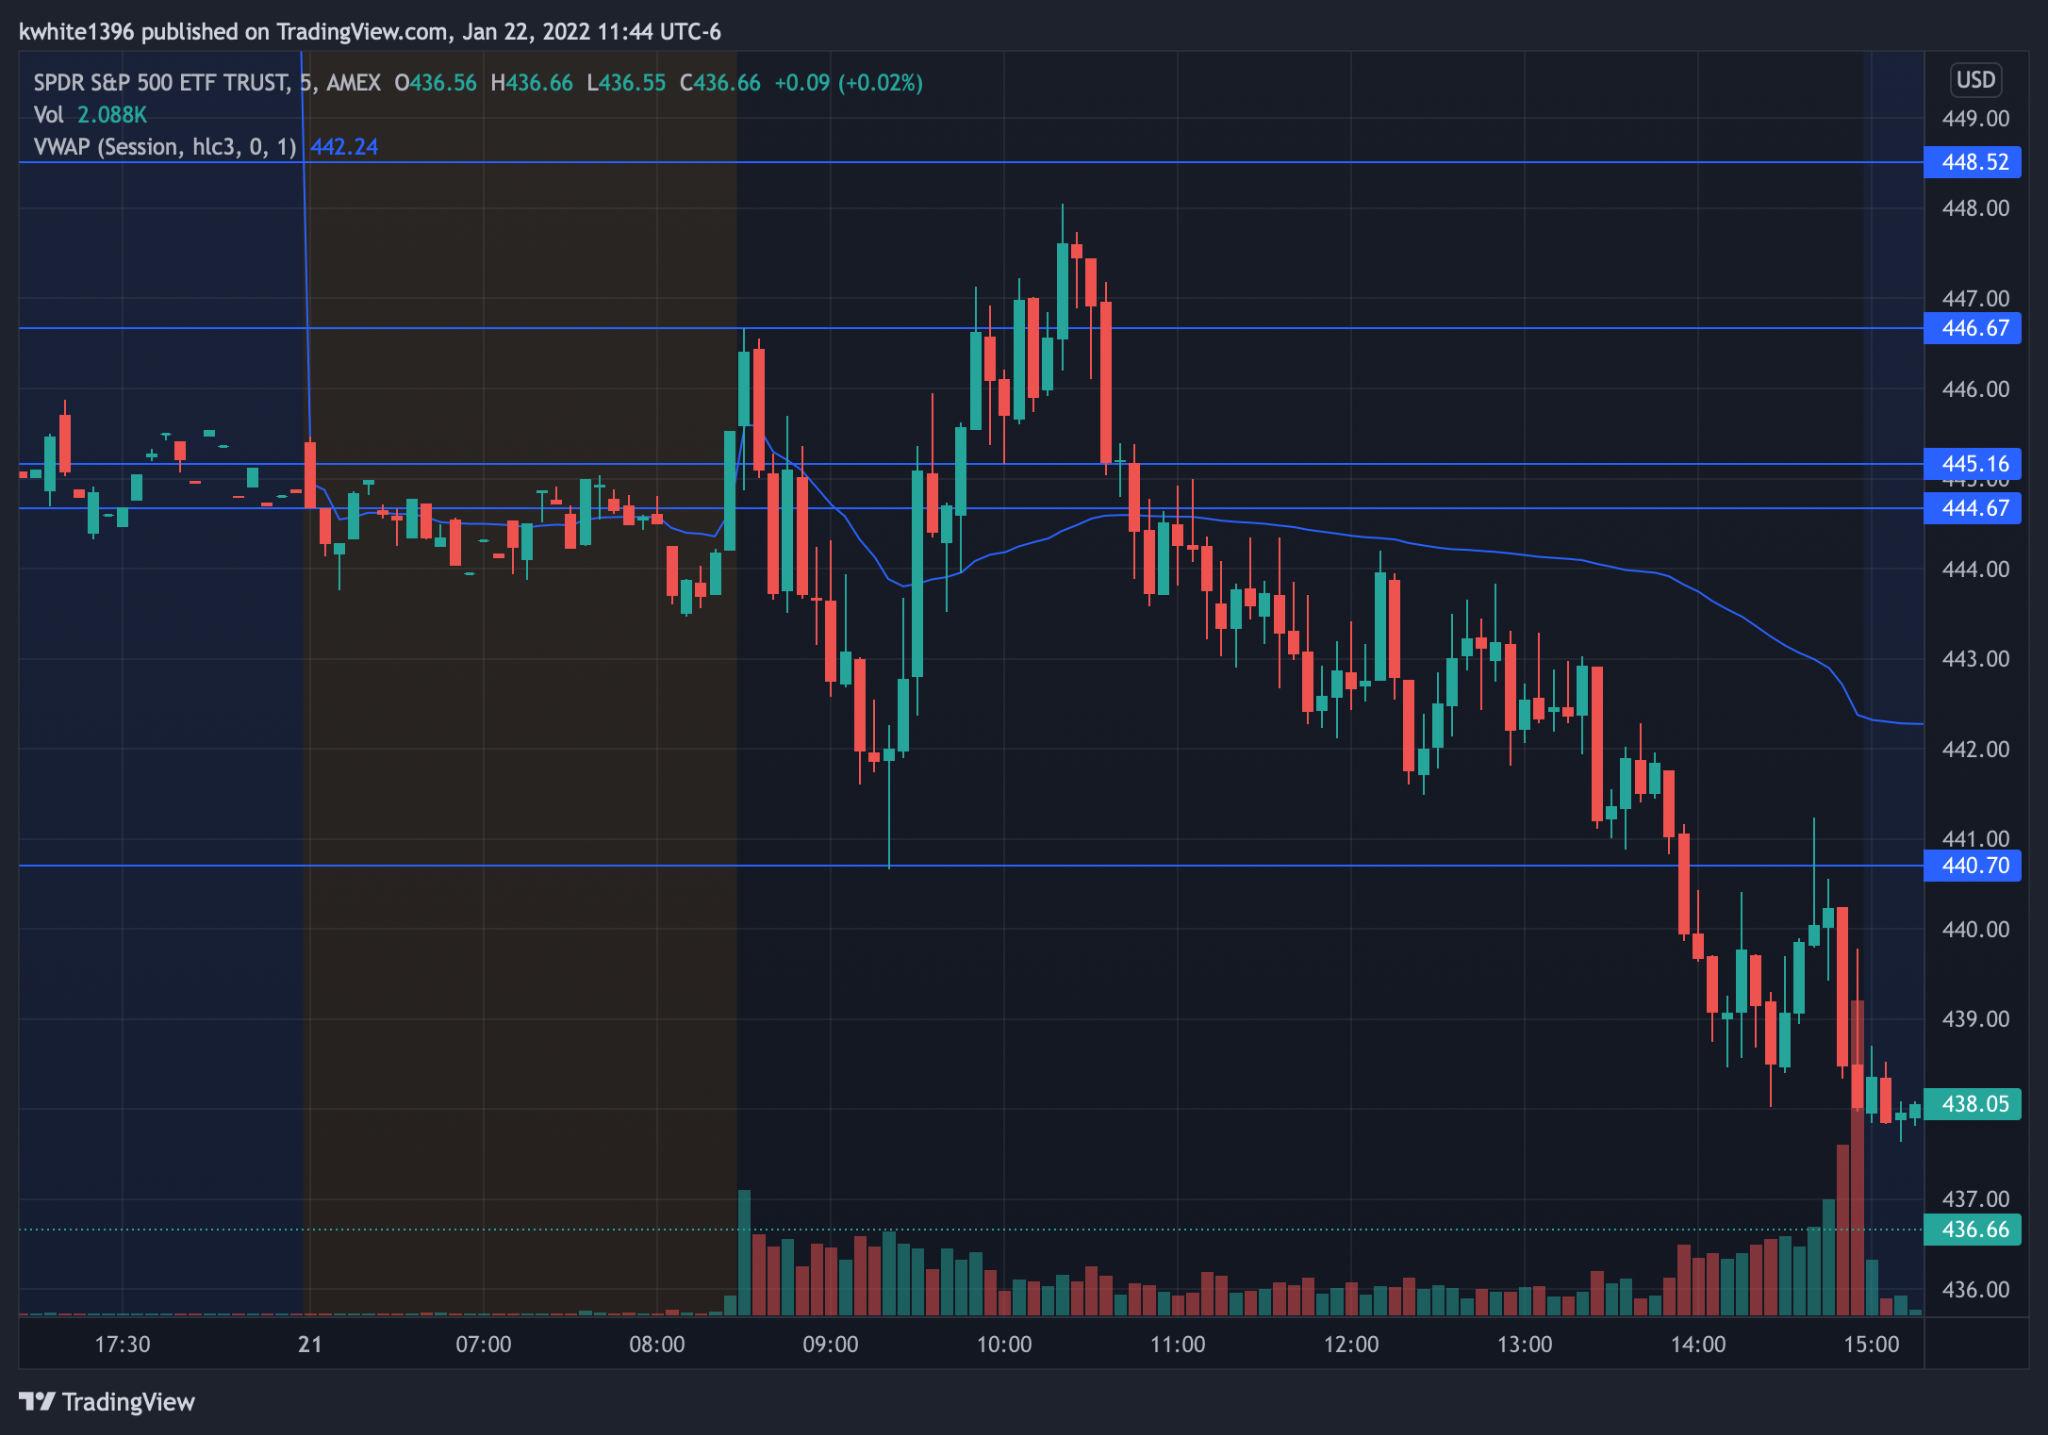 kwhite1396 published on TradingView.com, Jan 22, 2022 11:44 UTC-6
SPDR S&P 500 ETF TRUST, 5, AMEX O436.56 H436.66 L436.55 C436.66 +0.09 (+0.02%)
Vol 2.088K
VWAP (Session, hlc3, 0, 1) 442.24
USD
449.00
448.52
448.00
447.00
446.67
446.00
445.16
445.00
444.67
444.00
443.00
442.00
441.00
440.70
440.00
439.00
438.05
437.00
436.66
436.00
17:30 21 07:00 08:00 09:00 10:00 11:00 12:00 13:00 14:00 15:00
TradingView